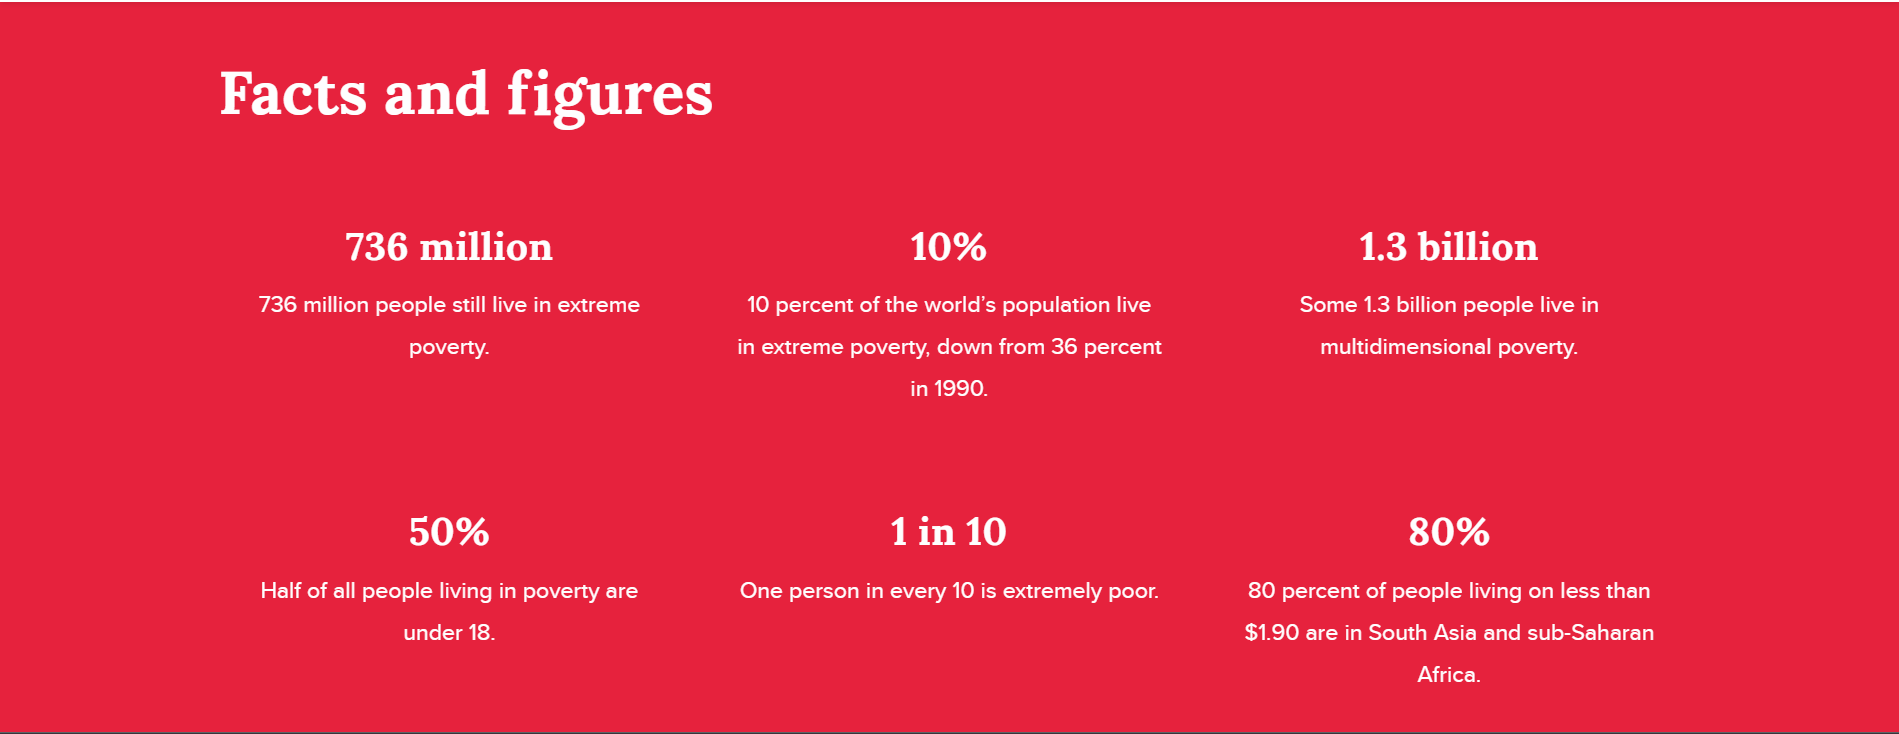 Facts and figures
736 million
736 million people still live in extreme
poverty.
10%
10 percent of the world’s population live
in extreme poverty, down from 36 percent
in 1990.
1.3 billion
Some 1.3 billion people live in
multidimensional poverty.
50%
Half of all people living in poverty are
under 18.
1 in 10
One person in every 10 is extremely poor.
80%
80 percent of people living on less than
$1.90 are in South Asia and sub-Saharan
Africa.